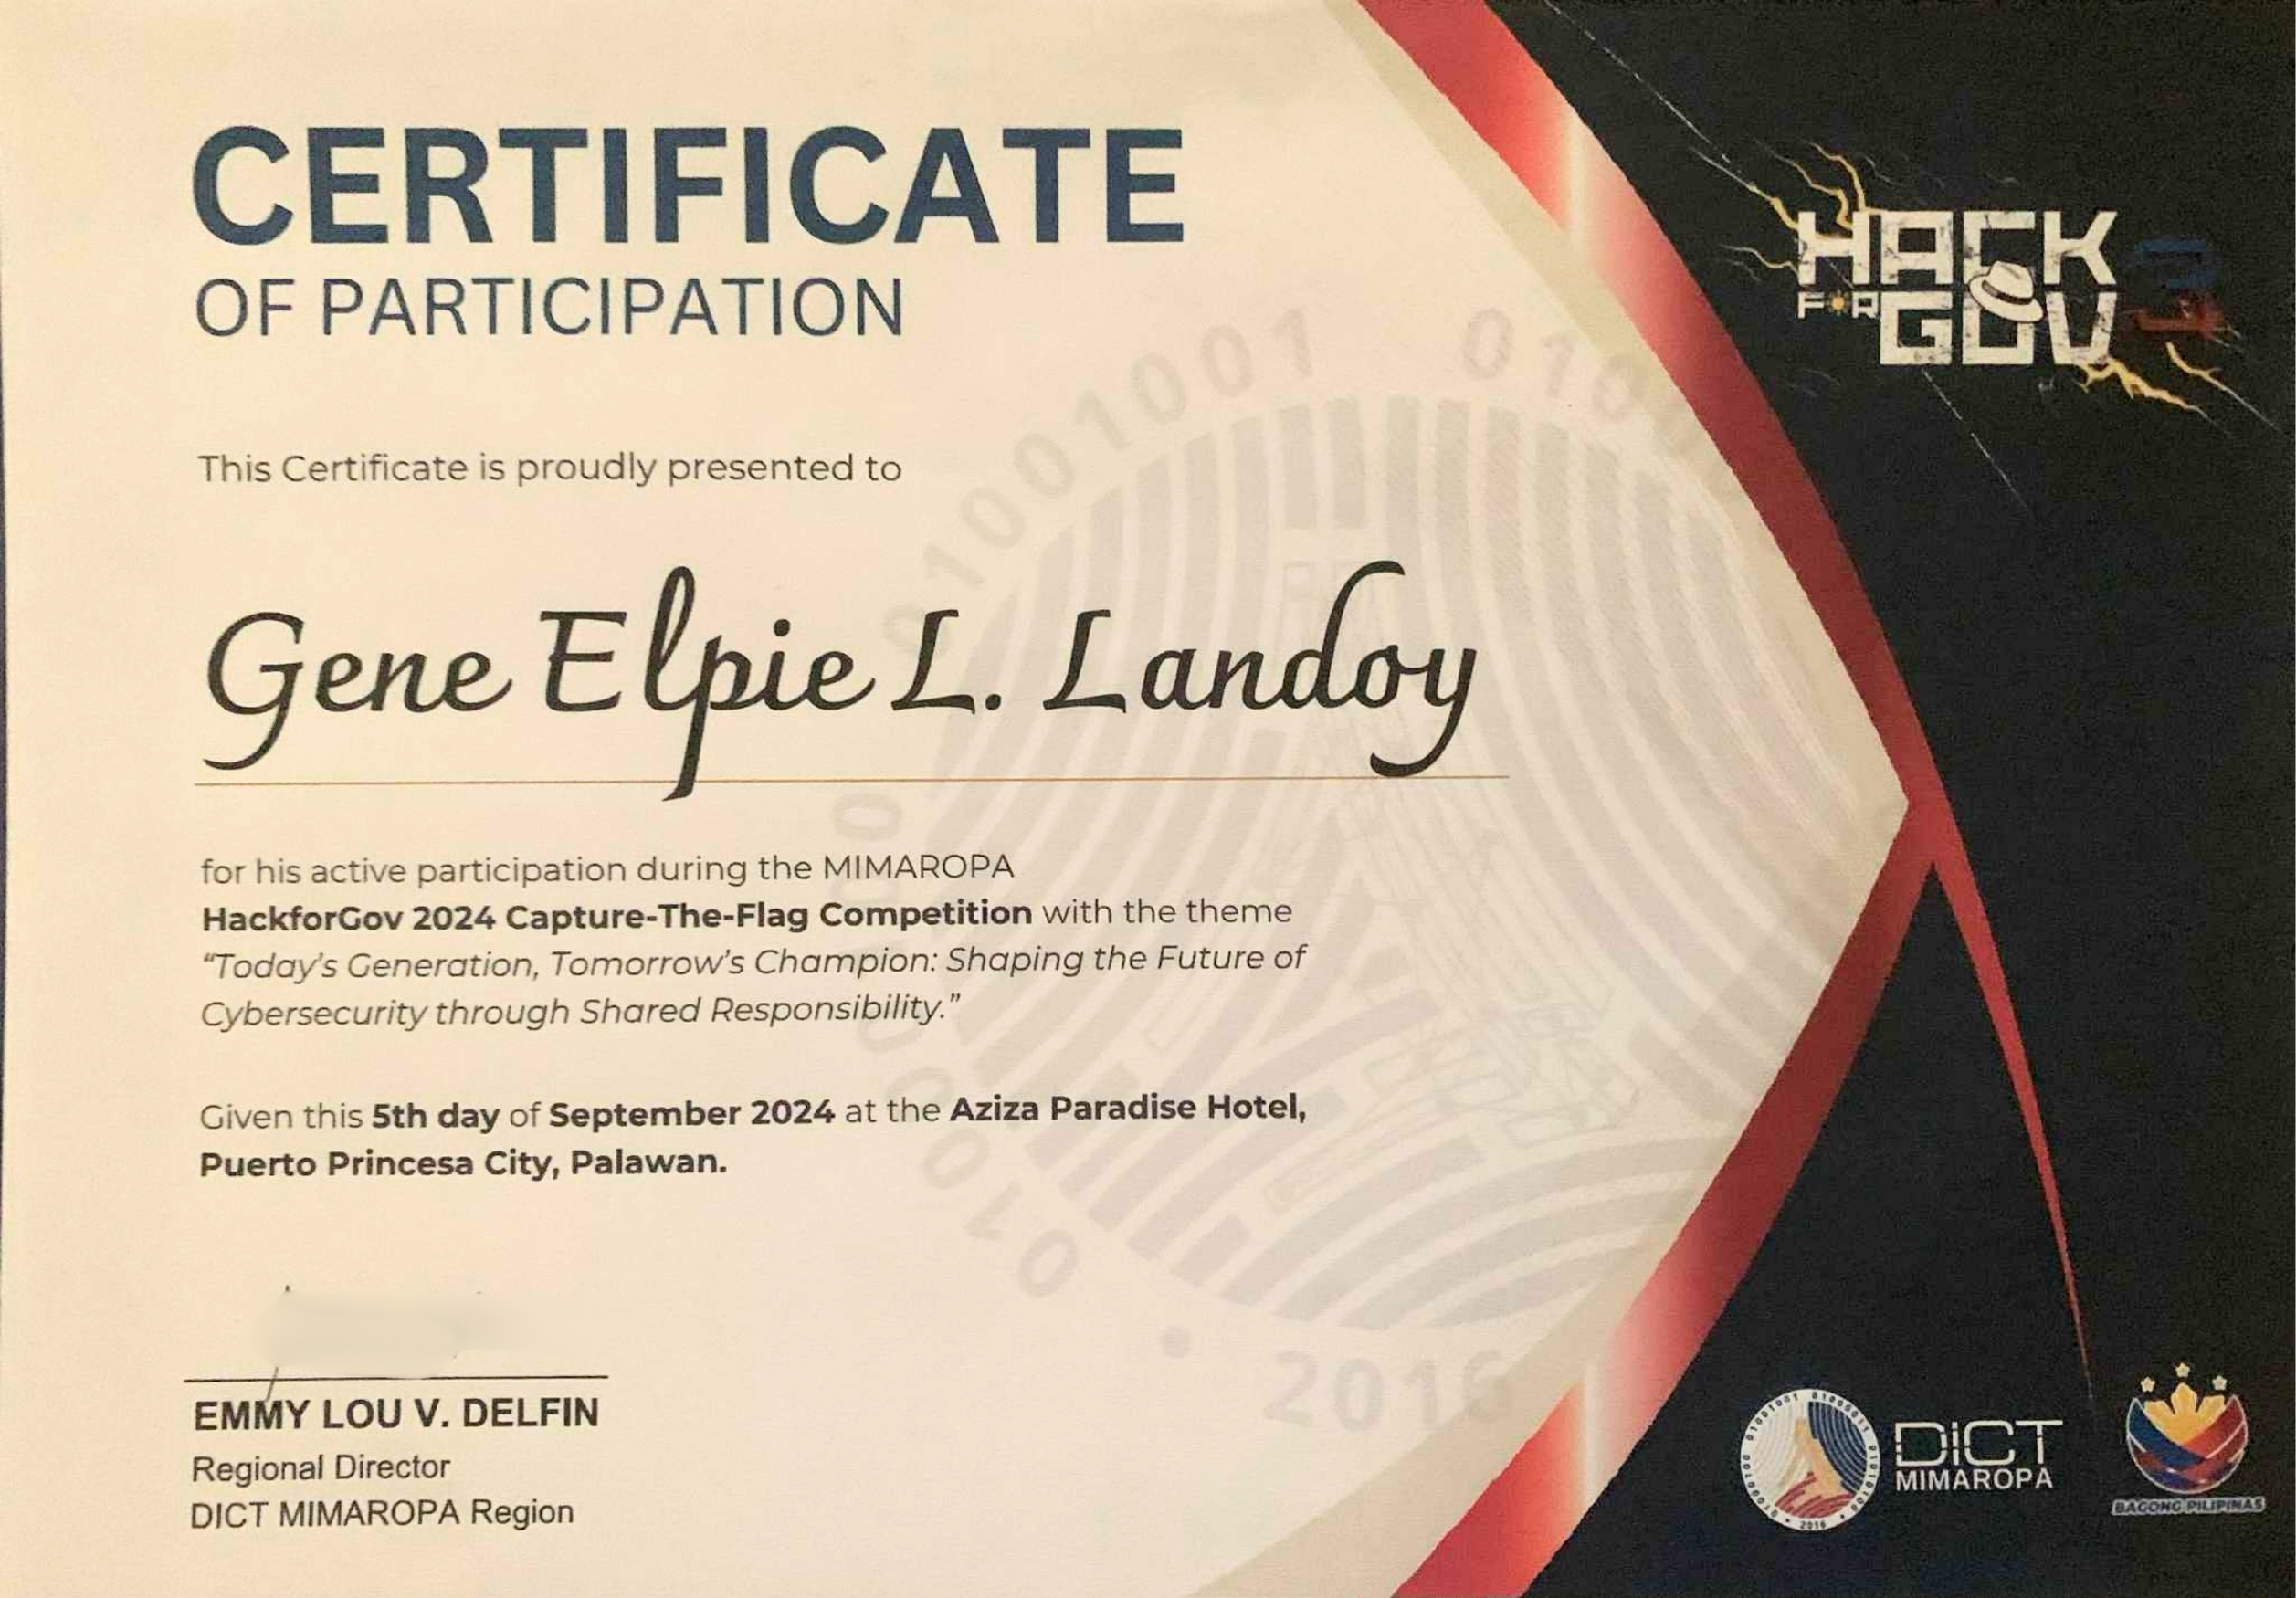 CERTIFICATE
OF PARTICIPATION
This Certificate is proudly presented to
Gene Elpie L. Landoy
for his active participation during the MIMAROPA
HackforGov 2024 Capture-The-Flag Competition with the theme
“Today’s Generation, Tomorrow’s Champion: Shaping the Future of
Cybersecurity through Shared Responsibility.”
Given this 5th day of September 2024 at the Aziza Paradise Hotel,
Puerto Princesa City, Palawan.
EMMY LOU V. DELFIN
Regional Director
DICT MIMAROPA Region
HACK
FOR GOV
2016
DICT
MIMAROPA
2016
BAGONG PILIPINAS